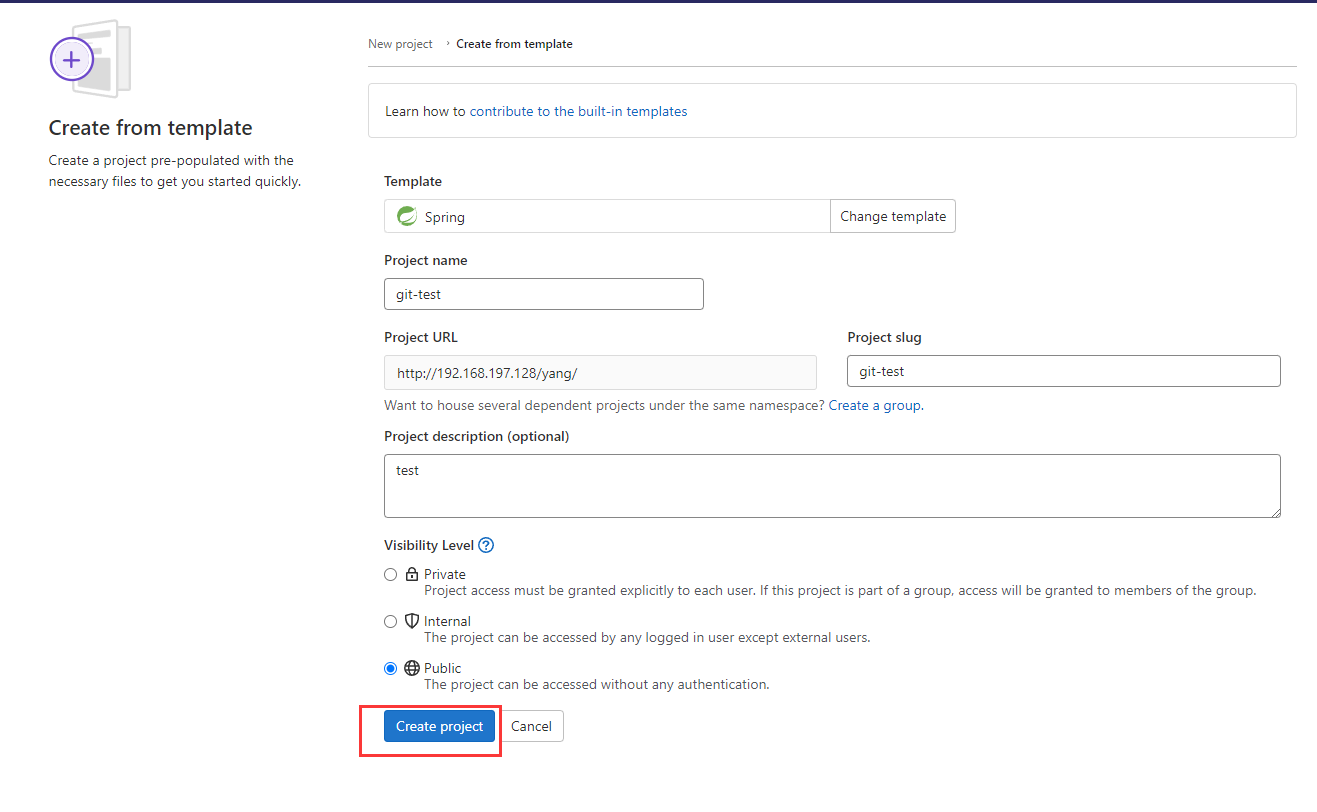 New project › Create from template
Create from template
Create a project pre-populated with the
necessary files to get you started quickly.
Learn how to contribute to the built-in templates
Template
Spring
Change template
Project name
git-test
Project URL
Project slug
http://192.168.197.128/yang/
git-test
Want to house several dependent projects under the same namespace? Create a group.
Project description (optional)
test
Visibility Level
Private
Project access must be granted explicitly to each user. If this project is part of a group, access will be granted to members of the group.
Internal
The project can be accessed by any logged in user except external users.
Public
The project can be accessed without any authentication.
Create project
Cancel